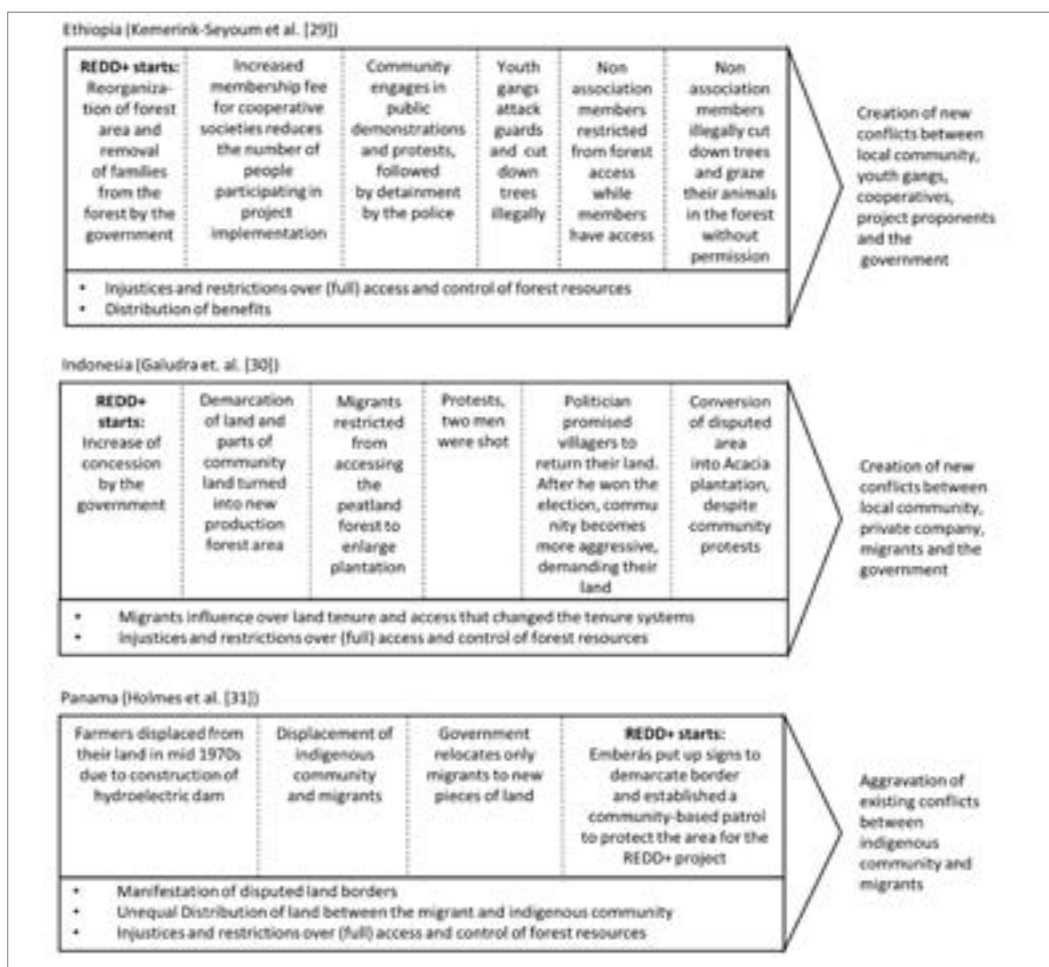 Ethiopia (Kemerink-Seyoum et al. [29])
REDD+ starts:
Reorganiza-
tion of forest
area and
removal
of families
from the
forest by the
government
Increased
membership fee
for cooperative
societies reduces
the number of
people
participating in
project
implementation
Community
engages in
public
demonstrations
and protests,
followed
by detainment
by the police
Youth
gangs
attack
guards
and cut
down
trees
illegally
Non
association
members
restricted
from forest
access
while
members
have access
Non
association
members
illegally cut
down trees
and graze
their animals
in the forest
without
permission
Creation of new
conflicts between
local community,
youth gangs,
cooperatives,
project proponents
and the
government
• Injustices and restrictions over (full) access and control of forest resources
• Distribution of benefits
Indonesia (Galudra et. al. [30])
REDD+
starts:
Increase of
concession
by the
government
Demarcation
of land and
parts of
community
land turned
into new
production
forest area
Migrants
restricted
from
accessing
the
peatland
forest to
enlarge
plantation
Protests,
two men
were shot
Politician
promised
villagers to
return their land.
After he won the
election, commu
nity becomes
more aggressive,
demanding their
land
Conversion
of disputed
area
into Acacia
plantation,
despite
community
protests
Creation of new
conflicts between
local community,
private company,
migrants and the
government
• Migrants influence over land tenure and access that changed the tenure systems
• Injustices and restrictions over (full) access and control of forest resources
Panama (Holmes et al. [31])
Farmers displaced from
their land in mid 1970s
due to construction of
hydroelectric dam
Displacement of
indigenous
community
and migrants
Government
relocates only
migrants to new
pieces of land
REDD+ starts:
Emberás put up signs to
demarcate border
and established a
community-based patrol
to protect the area for the
REDD+ project
Aggravation of
existing conflicts
between
indigenous
community and
migrants
• Manifestation of disputed land borders
• Unequal Distribution of land between the migrant and indigenous community
• Injustices and restrictions over (full) access and control of forest resources